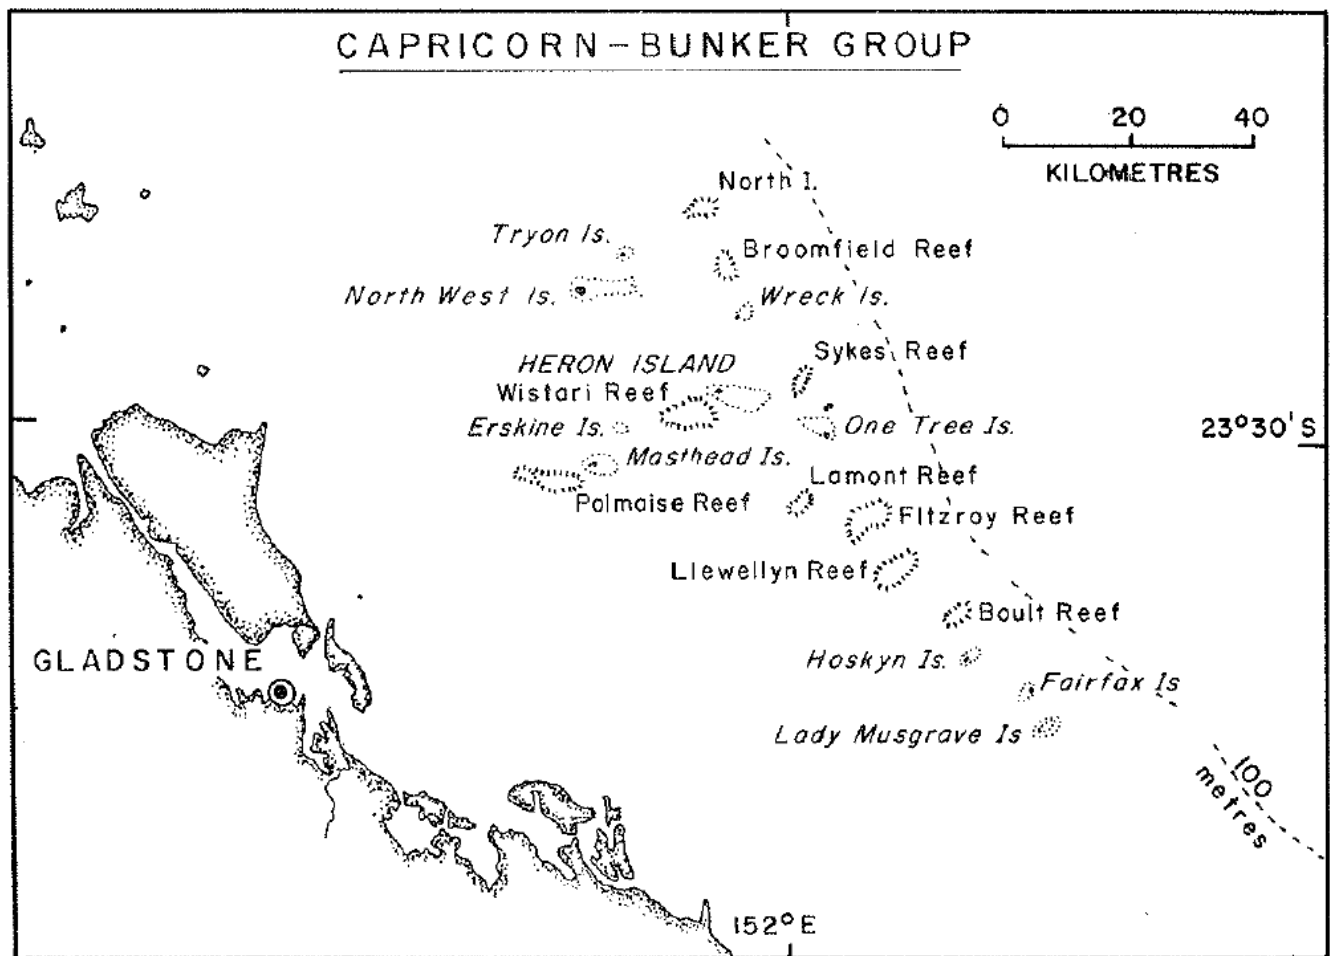 CAPRICORN-BUNKER GROUP
0 20 40
KILOMETRES
North I.
Tryon Is.
Broomfield Reef
North West Is.
Wreck Is.
Sykes Reef
HERON ISLAND
Wistari Reef
Erskine Is.
One Tree Is.
23°30'S
Masthead Is.
Lamont Reef
Polmaise Reef
Fitzroy Reef
Llewellyn Reef
Boult Reef
GLADSTONE
Hoskyn Is.
Fairfax Is
Lady Musgrave Is
100
metres
152°E